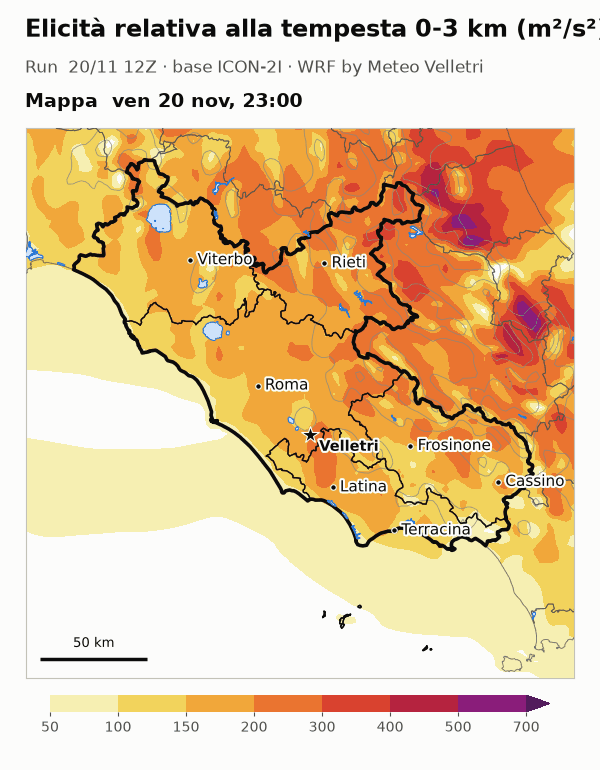 Elicità relativa alla tempesta 0-3 km (m²/s²)
Run 20/11 12Z · base ICON-2I · WRF by Meteo Velletri
Mappa ven 20 nov, 23:00
Viterbo
Rieti
Roma
Velletri
Frosinone
Cassino
Latina
Terracina
50 km
50 100 150 200 300 400 500 700